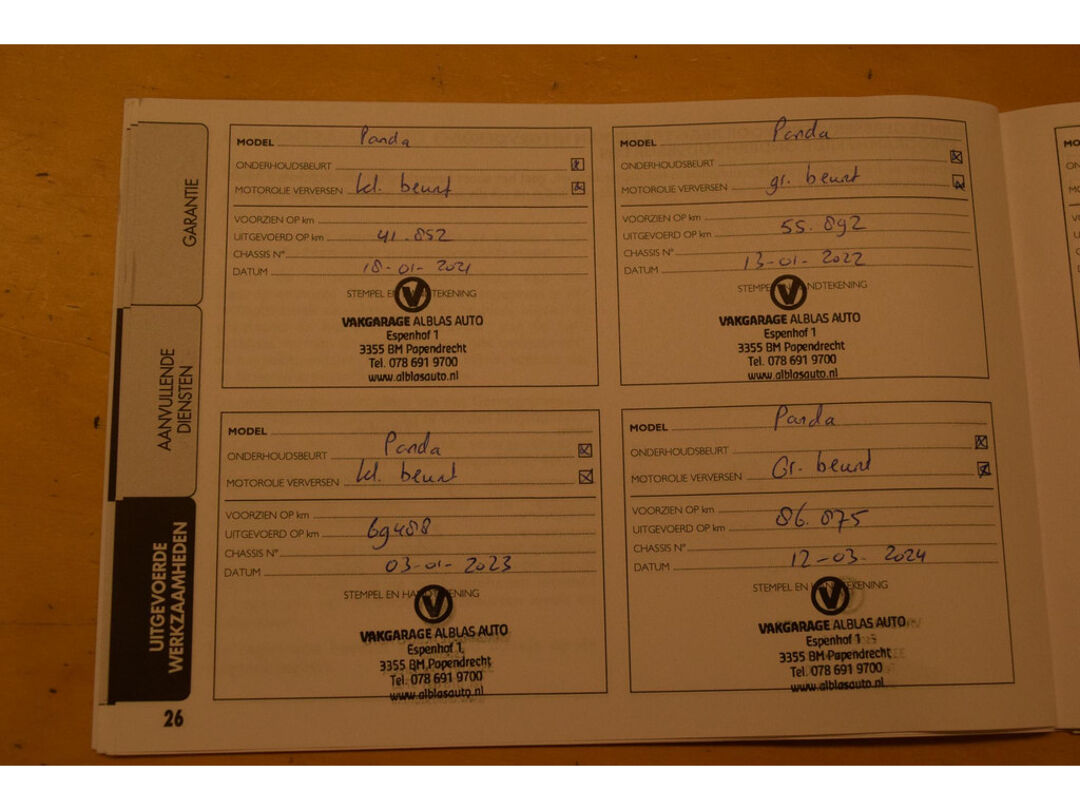 GARANTIE
AANVULLENDE
DIENSTEN
UITGEVOERDE
WERKZAAMHEDEN
26
MODEL Panda
ONDERHOUDSBEURT
MOTOROLIE VERVERSEN kl. beurt
VOORZIEN OP km
UITGEVOERD OP km 41.852
CHASSIS N°
DATUM 18-01-2021
STEMPEL EN HANDTEKENING
VAKGARAGE ALBLAS AUTO
Espenhof 1
3355 BM Papendrecht
Tel. 078 691 9700
www.alblasauto.nl
MODEL Panda
ONDERHOUDSBEURT
MOTOROLIE VERVERSEN gr. beurt
VOORZIEN OP km
UITGEVOERD OP km 55.892
CHASSIS N°
DATUM 13-01-2022
STEMPEL EN HANDTEKENING
VAKGARAGE ALBLAS AUTO
Espenhof 1
3355 BM Papendrecht
Tel. 078 691 9700
www.alblasauto.nl
MODEL
Panda
ONDERHOUDSBEURT
MOTOROLIE VERVERSEN kl. beurt
VOORZIEN OP km
UITGEVOERD OP km 69488
CHASSIS N°
DATUM 03-01-2023
STEMPEL EN HANDTEKENING
VAKGARAGE ALBLAS AUTO
Espenhof 1
3355 BM Papendrecht
Tel. 078 691 9700
www.alblasauto.nl
MODEL Panda
ONDERHOUDSBEURT
MOTOROLIE VERVERSEN Gr. beurt
VOORZIEN OP km
UITGEVOERD OP km 86.875
CHASSIS N°
DATUM 12-03-2024
STEMPEL EN HANDTEKENING
VAKGARAGE ALBLAS AUTO
Espenhof 1
3355 BM Papendrecht
Tel. 078 691 9700
www.alblasauto.nl